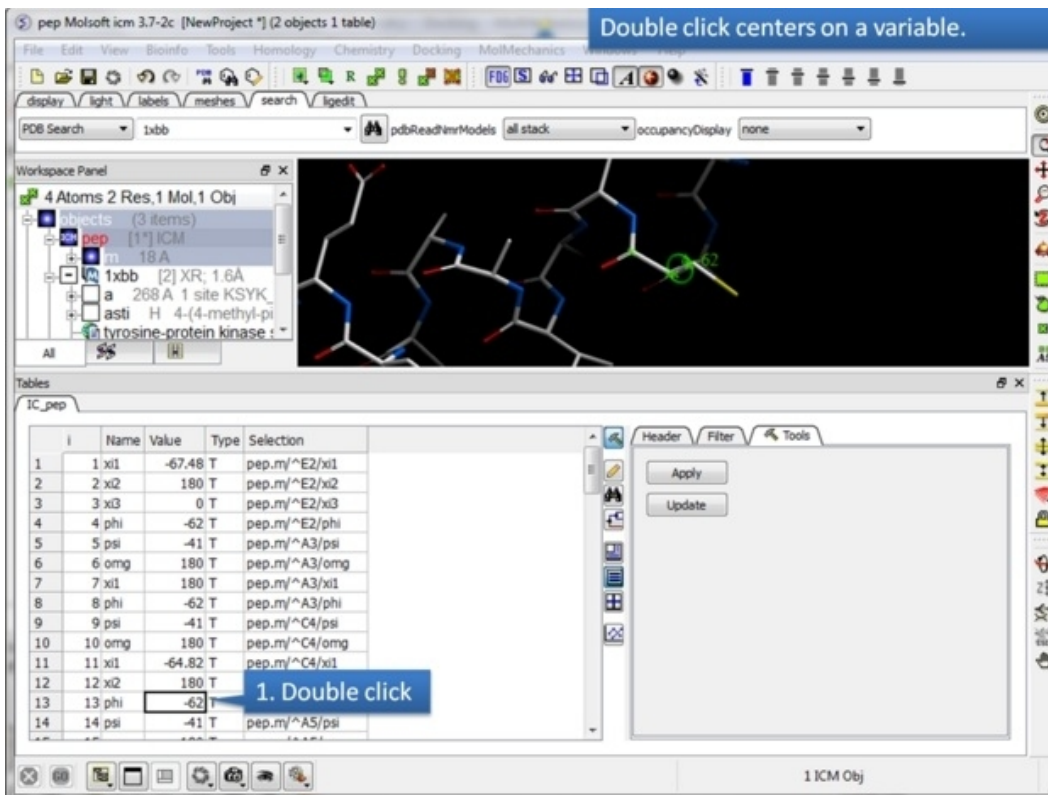 pep Molsoft icm 3.7-2c [NewProject *] (2 objects 1 table)
Double click centers on a variable.
File Edit View Bioinfo Tools Homology Chemistry Docking MolMechanics Windows Help
display light labels meshes search ligedit
PDB Search 1xbb pdbReadNmrModels all stack occupancyDisplay none
Workspace Panel
4 Atoms 2 Res,1 Mol,1 Obj
objects (3 items)
pep [1*] ICM
m 18 A
1xbb [2] XR; 1.6Å
a 268 A 1 site KSYK_
asti H 4-(4-methyl-pi
tyrosine-protein kinase
All
-62
Tables
IC_pep
i Name Value Type Selection
1 1 xi1 -67.48 T pep.m/^E2/xi1
2 2 xi2 180 T pep.m/^E2/xi2
3 3 xi3 0 T pep.m/^E2/xi3
4 4 phi -62 T pep.m/^E2/phi
5 5 psi -41 T pep.m/^A3/psi
6 6 omg 180 T pep.m/^A3/omg
7 7 xi1 180 T pep.m/^A3/xi1
8 8 phi -62 T pep.m/^A3/phi
9 9 psi -41 T pep.m/^C4/psi
10 10 omg 180 T pep.m/^C4/omg
11 11 xi1 -64.82 T pep.m/^C4/xi1
12 12 xi2 180 T
13 13 phi -62 T
14 14 psi -41 T pep.m/^A5/psi
1. Double click
Header Filter Tools
Apply
Update
1 ICM Obj